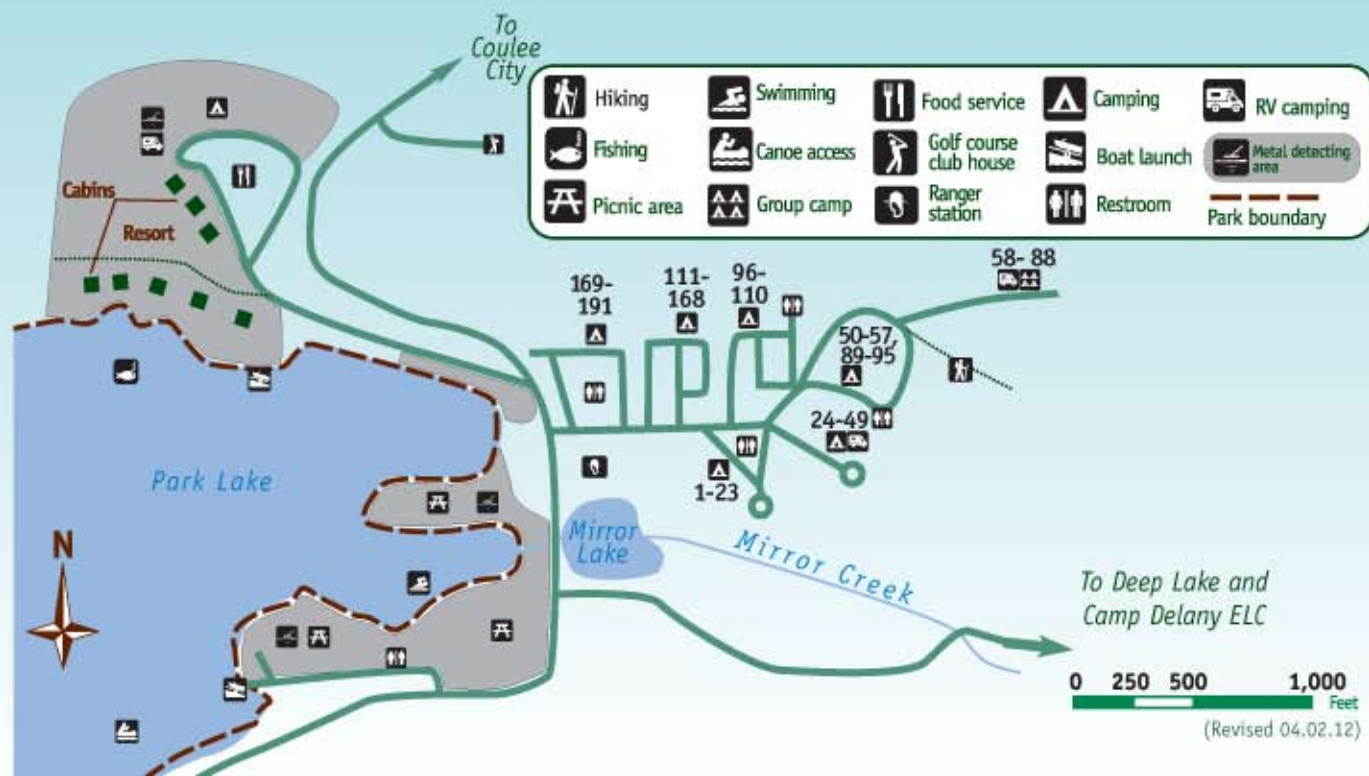 To
Coulee
City
Hiking
Swimming
Food service
Camping
RV camping
Fishing
Canoe access
Golf course
club house
Boat launch
Metal detecting
area
Picnic area
Group camp
Ranger
station
Restroom
Park boundary
Cabins
Resort
169-
191
111-
168
96-
110
58- 88
50-57,
89-95
24-49
1-23
Park Lake
Mirror
Lake
Mirror Creek
N
To Deep Lake and
Camp Delany ELC
0 250 500 1,000
Feet
(Revised 04.02.12)